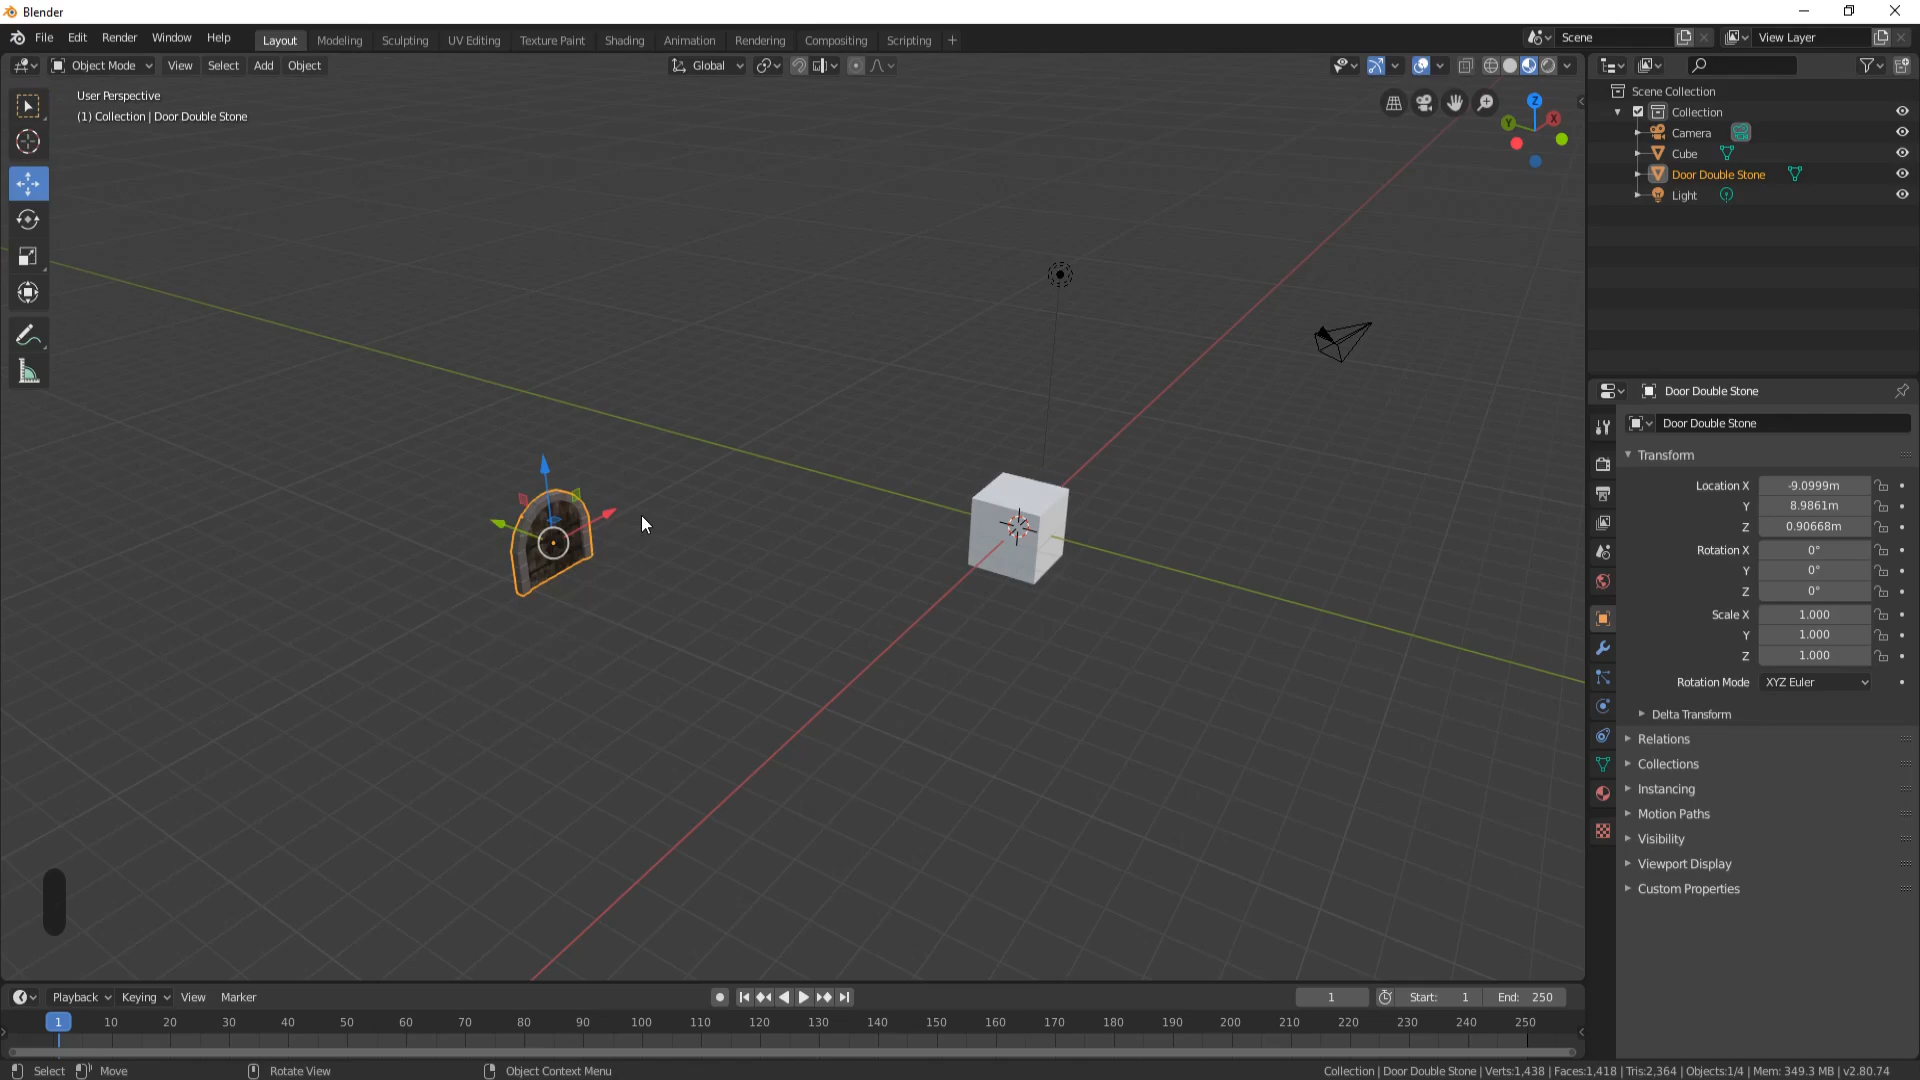 Blender
File Edit Render Window Help Layout Modeling Sculpting UV Editing Texture Paint Shading Animation Rendering Compositing Scripting + Scene View Layer
Object Mode View Select Add Object Global
User Perspective
(1) Collection | Door Double Stone
Z
Y X
Scene Collection
Collection
Camera
Cube
Door Double Stone
Light
Door Double Stone
Door Double Stone
Transform
Location X -9.0999m
Y 8.9861m
Z 0.90668m
Rotation X 0°
Y 0°
Z 0°
Scale X 1.000
Y 1.000
Z 1.000
Rotation Mode XYZ Euler
Delta Transform
Relations
Collections
Instancing
Motion Paths
Visibility
Viewport Display
Custom Properties
Playback Keying View Marker 1 Start: 1 End: 250
1 10 20 30 40 50 60 70 80 90 100 110 120 130 140 150 160 170 180 190 200 210 220 230 240 250
Select Move Rotate View Object Context Menu Collection | Door Double Stone | Verts:1,438 | Faces:1,418 | Tris:2,364 | Objects:1/4 | Mem: 349.3 MB | v2.80.74